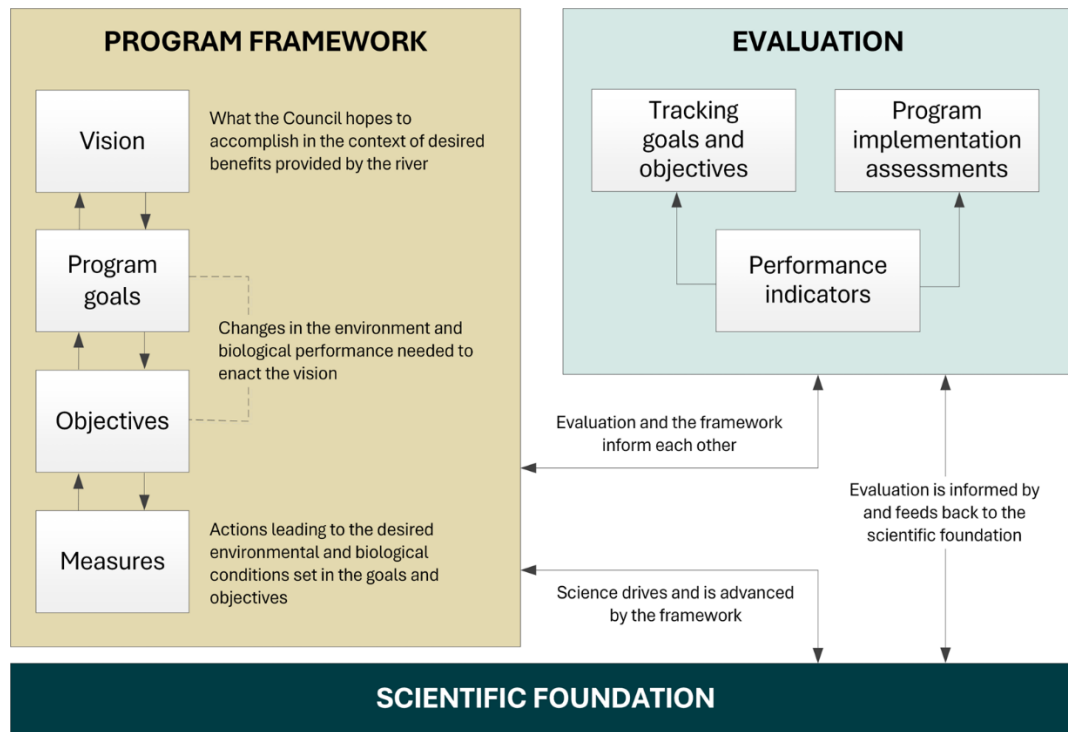 PROGRAM FRAMEWORK
Vision
What the Council hopes to
accomplish in the context of desired
benefits provided by the river
Program
goals
Changes in the environment and
biological performance needed to
enact the vision
Objectives
Measures
Actions leading to the desired
environmental and biological
conditions set in the goals and
objectives
EVALUATION
Tracking
goals and
objectives
Program
implementation
assessments
Performance
indicators
Evaluation and the framework
inform each other
Evaluation is informed by
and feeds back to the
scientific foundation
Science drives and is advanced
by the framework
SCIENTIFIC FOUNDATION